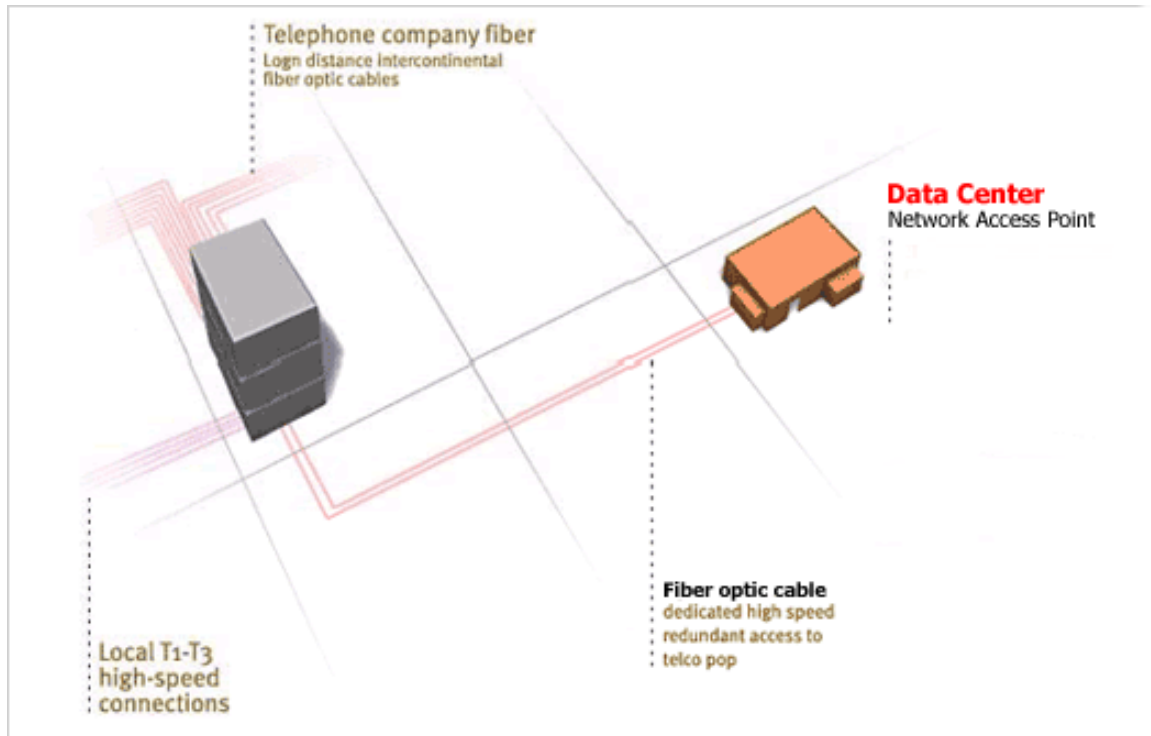 Telephone company fiber
Logn distance intercontinental
fiber optic cables
Data Center
Network Access Point
Fiber optic cable
dedicated high speed
redundant access to
telco pop
Local T1-T3
high-speed
connections